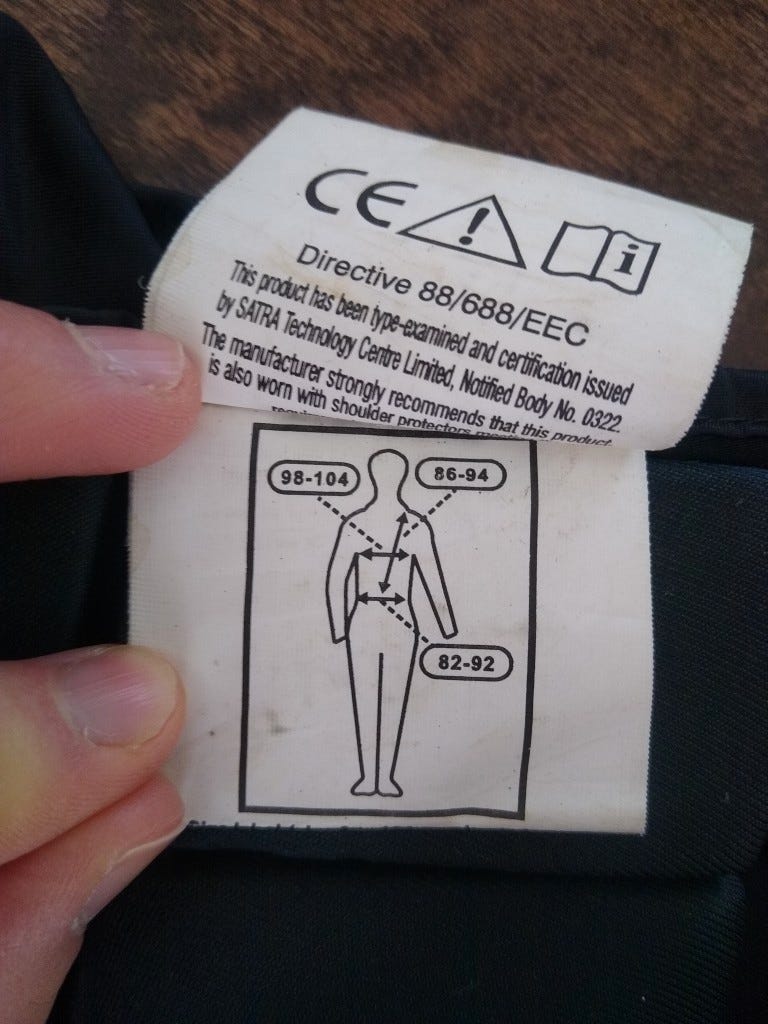 CE ! i
Directive 88/688/EEC
This product has been type-examined and certification issued
by SATRA Technology Centre Limited, Notified Body No. 0322.
The manufacturer strongly recommends that this product
is also worn with shoulder protectors
98-104 86-94
82-92